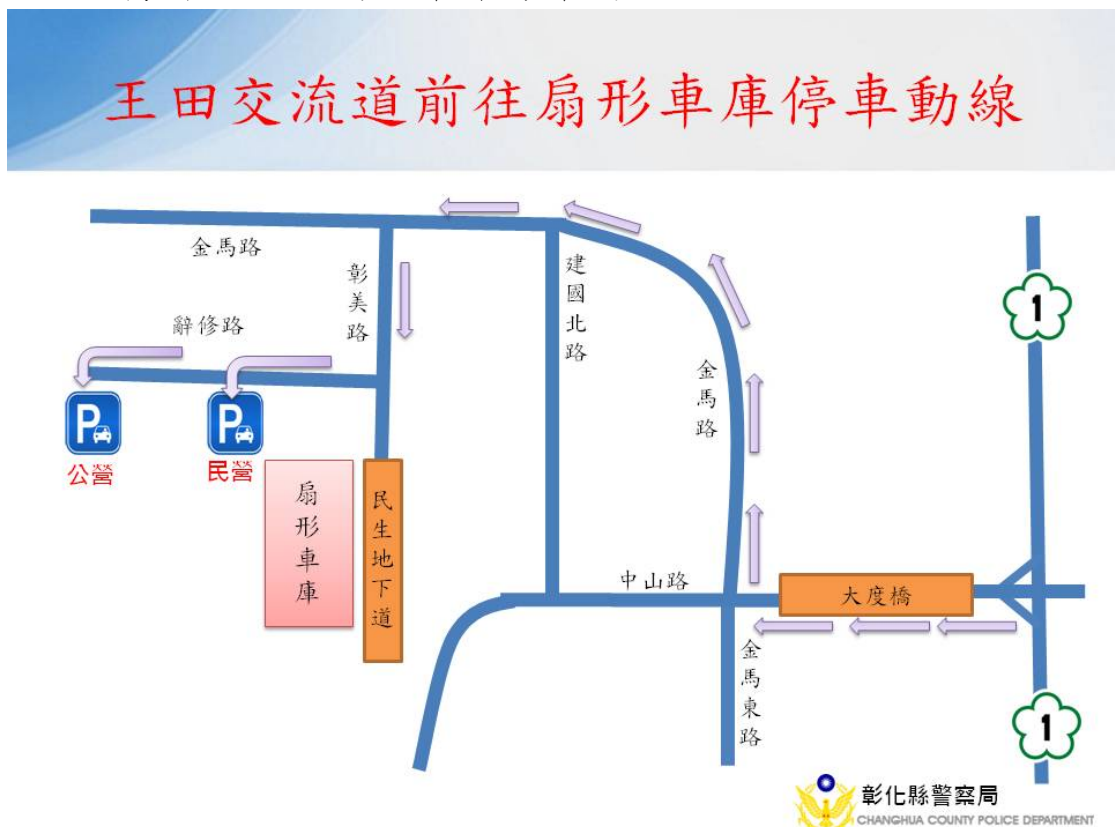 王田交流道前往扇形車庫停車動線
金馬路
彰美路
建國北路
1
辭修路
金馬路
P
公營
P
民營
扇形車庫
民生地下道
中山路
大度橋
金馬東路
1
彰化縣警察局
CHANGHUA COUNTY POLICE DEPARTMENT